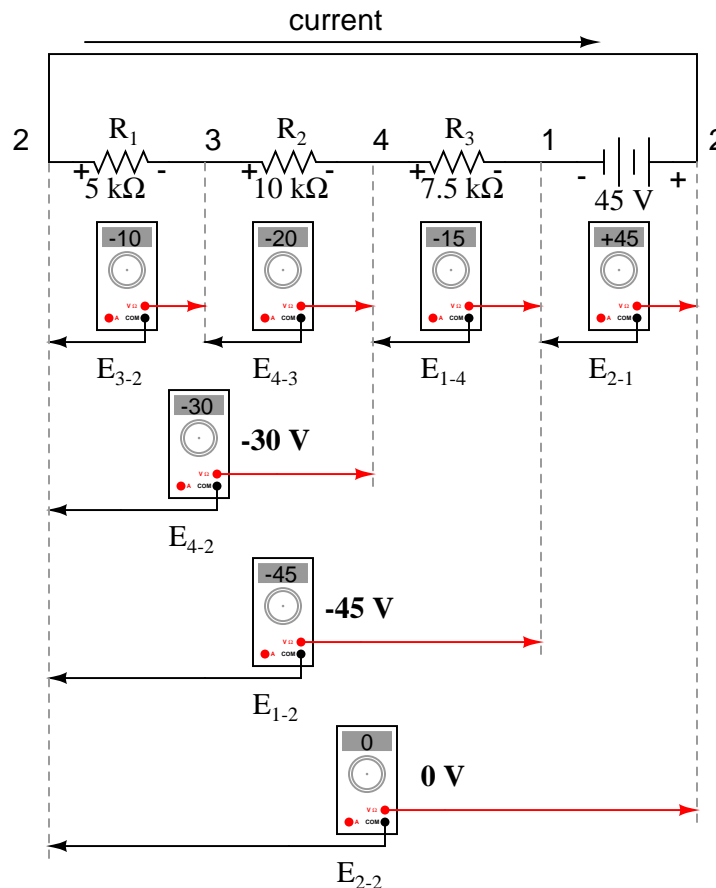 current
2 R₁ 3 R₂ 4 R₃ 1 2
+ - + - + - - +
5 kΩ 10 kΩ 7.5 kΩ 45 V
-10 -20 -15 +45
V Ω V Ω V Ω V Ω
A COM A COM A COM A COM
E₃₋₂ E₄₋₃ E₁₋₄ E₂₋₁
-30 -30 V
V Ω
A COM
E₄₋₂
-45 -45 V
V Ω
A COM
E₁₋₂
0 0 V
V Ω
A COM
E₂₋₂